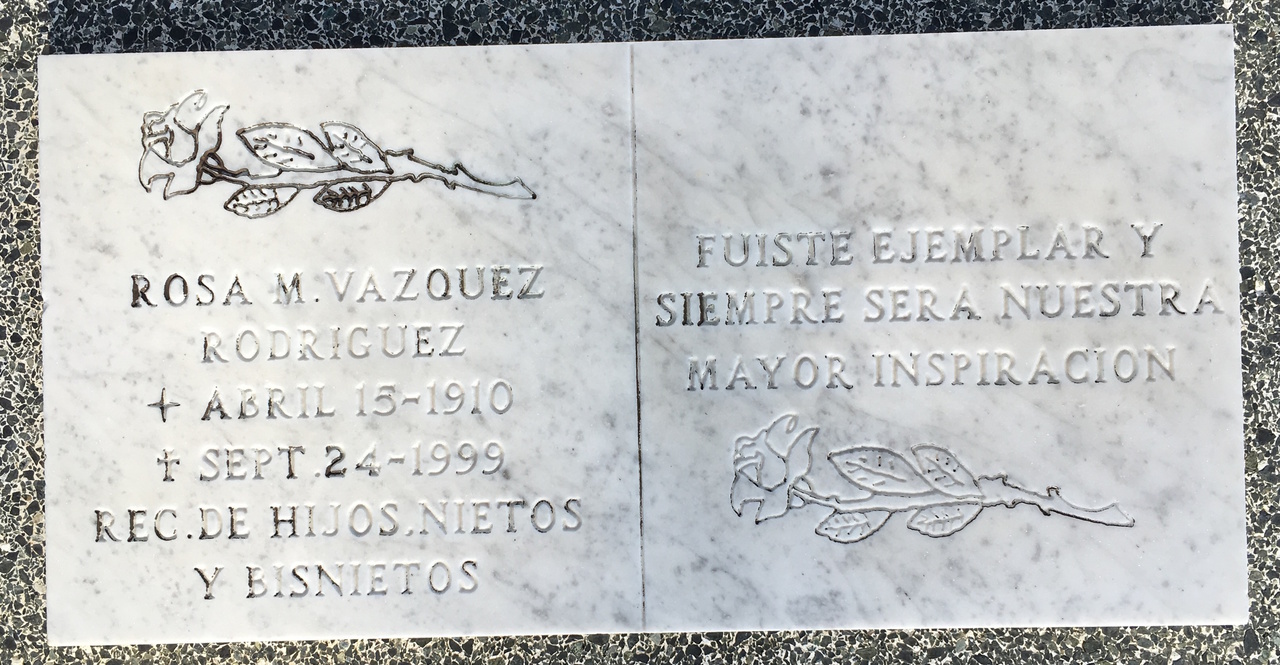 ROSA M. VAZQUEZ
RODRIGUEZ
+ ABRIL 15-1910
† SEPT. 24-1999
REC. DE HIJOS, NIETOS
Y BISNIETOS
FUISTE EJEMPLAR Y
SIEMPRE SERA NUESTRA
MAYOR INSPIRACION